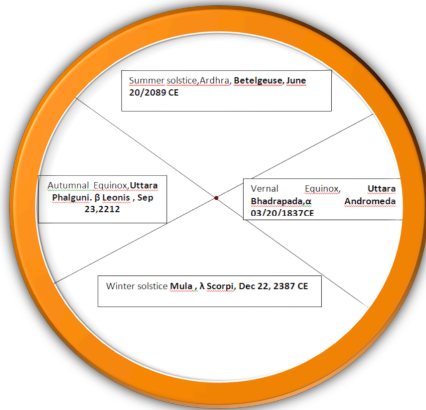 Summer solstice,Ardhra, Betelgeuse, June
20/2089 CE
Autumnal Equinox,Uttara
Phalguni. β Leonis , Sep
23,2212
Vernal Equinox, Uttara
Bhadrapada,α Andromeda
03/20/1837CE
Winter solstice Mula , λ Scorpi, Dec 22, 2387 CE